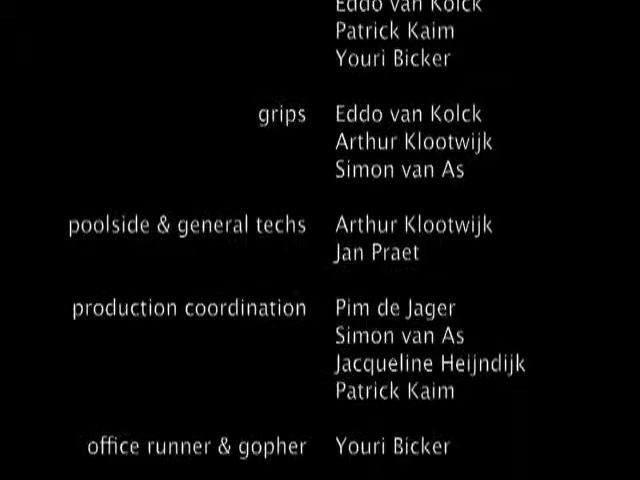 Eddo van Kolck
Patrick Kaim
Youri Bicker
grips Eddo van Kolck
Arthur Klootwijk
Simon van As
poolside & general techs Arthur Klootwijk
Jan Praet
production coordination Pim de Jager
Simon van As
Jacqueline Heijndijk
Patrick Kaim
office runner & gopher Youri Bicker